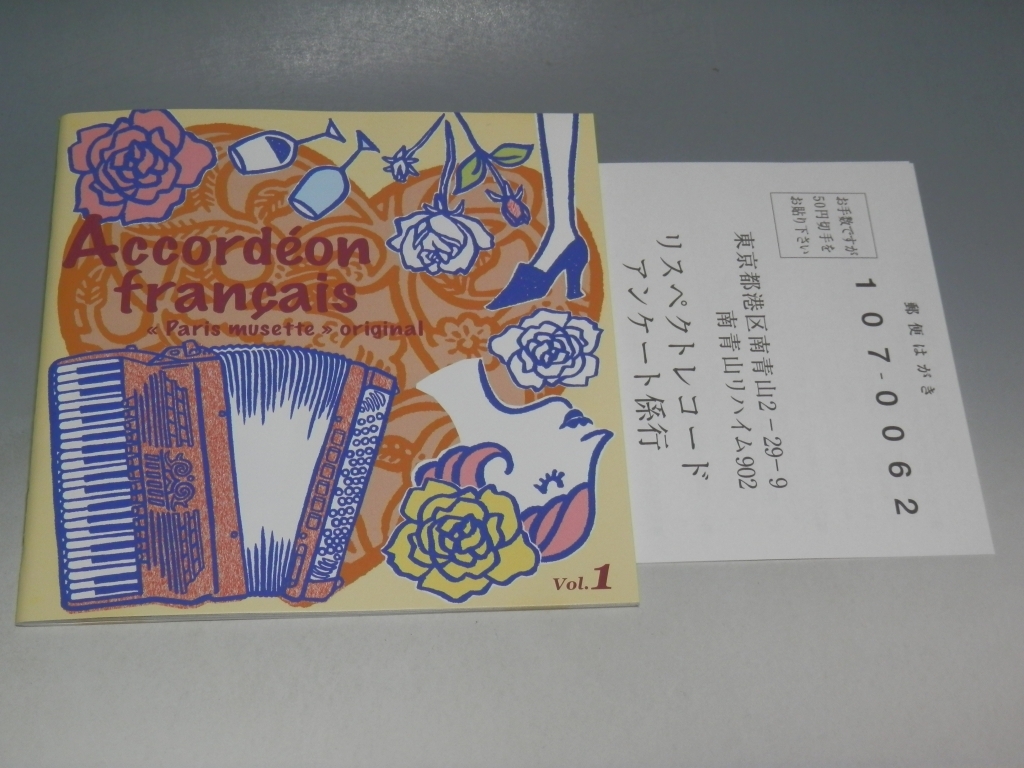 Accordéon
français
« Paris musette » original
Vol.1
郵便はがき
107-0062
お手数ですが
50円切手を
お貼り下さい
東京都港区南青山2-29-9
南青山リハイム902
リスペクトレコード
アンケート係行